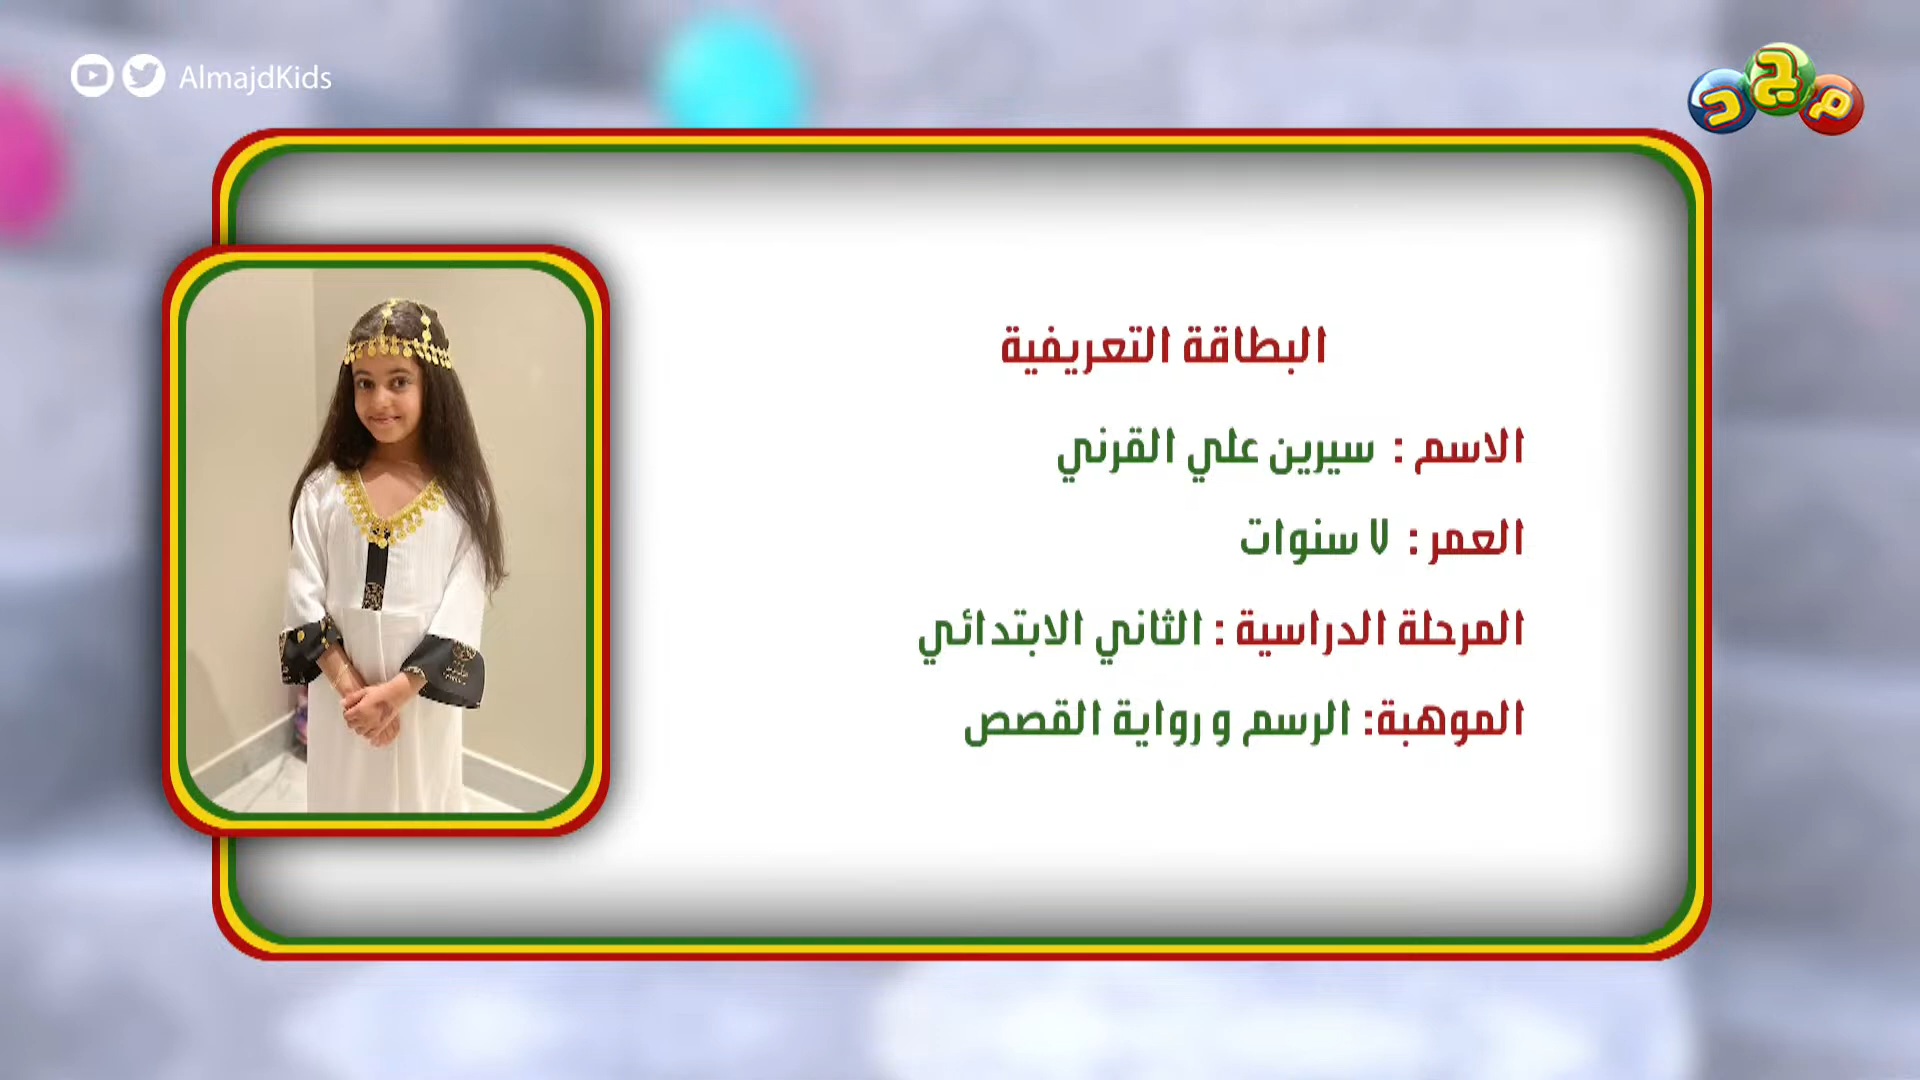 AlmajdKids
مجد
البطاقة التعريفية
الاسم : سيرين علي القرني
العمر : ٧ سنوات
المرحلة الدراسية : الثاني الابتدائي
الموهبة: الرسم و رواية القصص